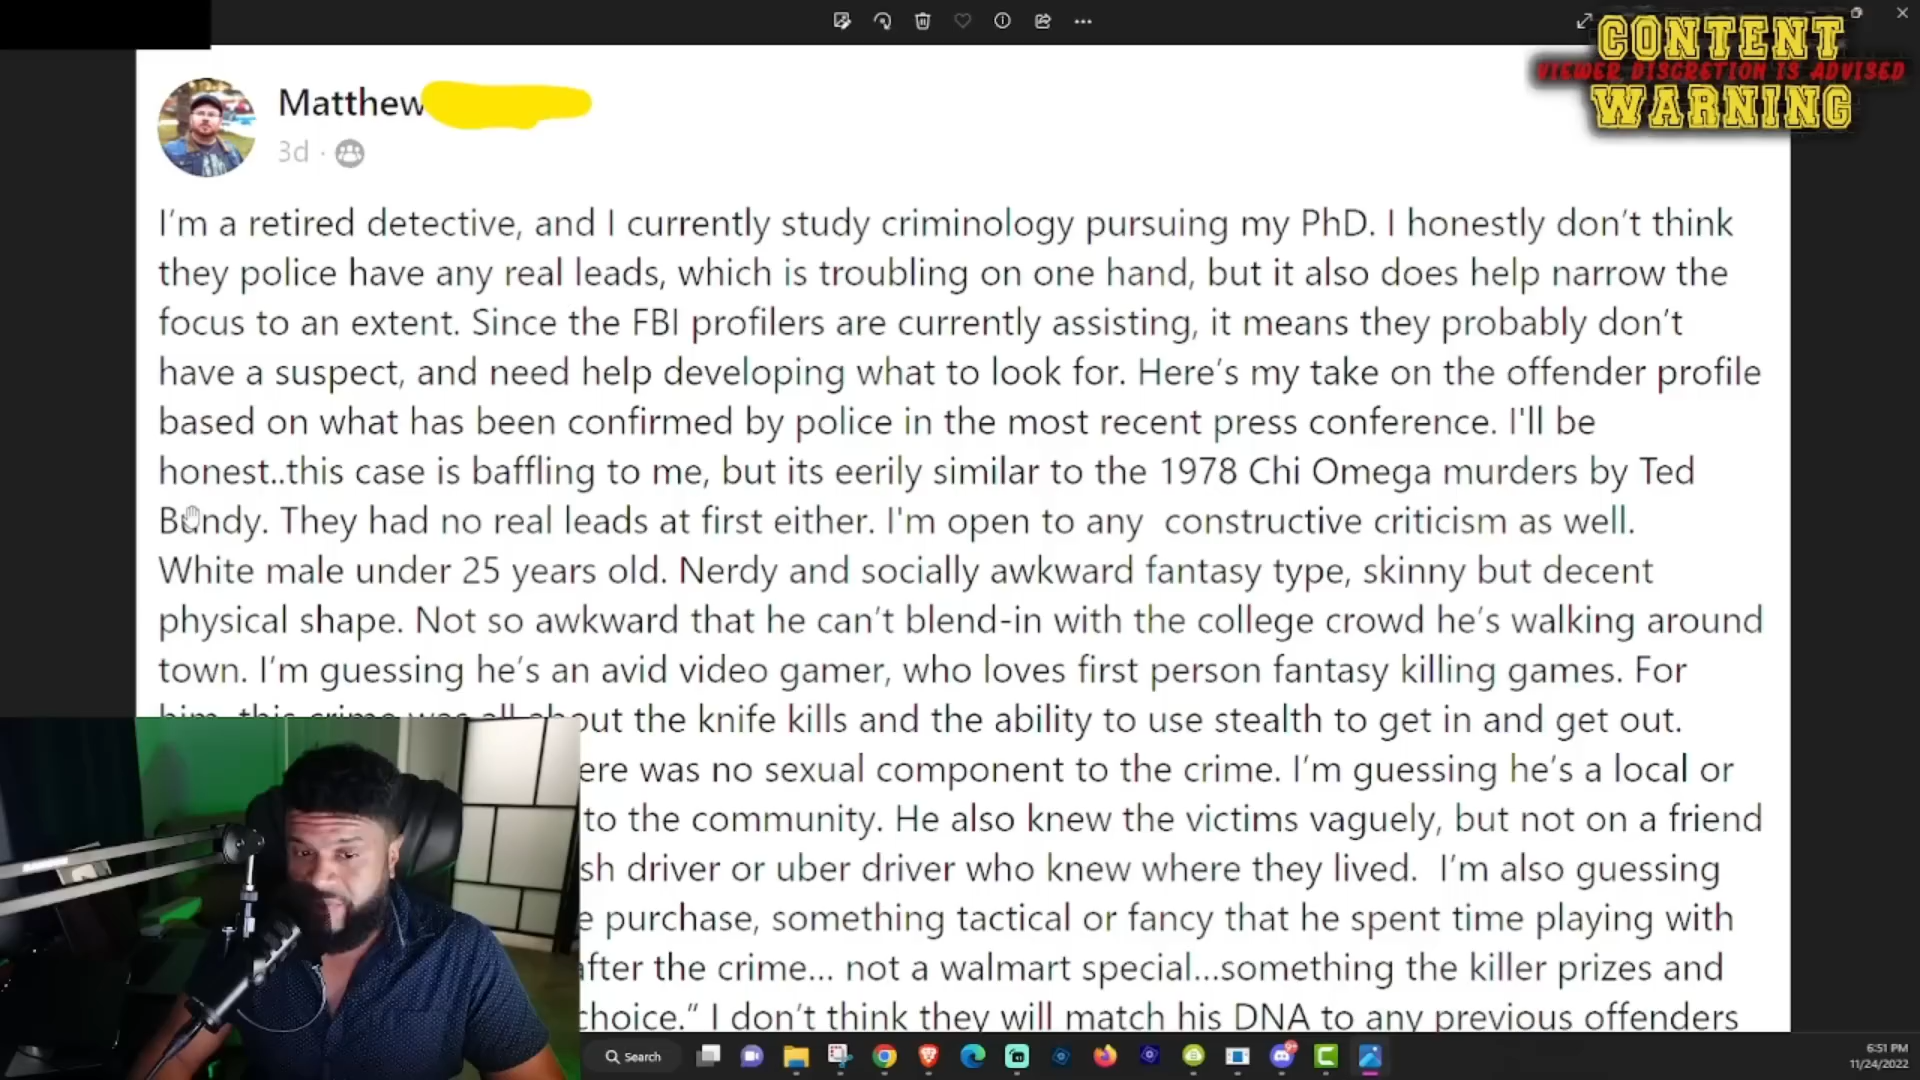 CONTENT
VIEWER DISCRETION IS ADVISED
WARNING
Matthew
3d ·
I'm a retired detective, and I currently study criminology pursuing my PhD. I honestly don't think
they police have any real leads, which is troubling on one hand, but it also does help narrow the
focus to an extent. Since the FBI profilers are currently assisting, it means they probably don't
have a suspect, and need help developing what to look for. Here's my take on the offender profile
based on what has been confirmed by police in the most recent press conference. I'll be
honest..this case is baffling to me, but its eerily similar to the 1978 Chi Omega murders by Ted
Bundy. They had no real leads at first either. I'm open to any  constructive criticism as well.
White male under 25 years old. Nerdy and socially awkward fantasy type, skinny but decent
physical shape. Not so awkward that he can't blend-in with the college crowd he's walking around
town. I'm guessing he's an avid video gamer, who loves first person fantasy killing games. For
him, this crime was all about the knife kills and the ability to use stealth to get in and get out.
ere was no sexual component to the crime. I'm guessing he's a local or
to the community. He also knew the victims vaguely, but not on a friend
sh driver or uber driver who knew where they lived.  I'm also guessing
e purchase, something tactical or fancy that he spent time playing with
after the crime... not a walmart special...something the killer prizes and
choice." I don't think they will match his DNA to any previous offenders
Search
6:51 PM
11/24/2022